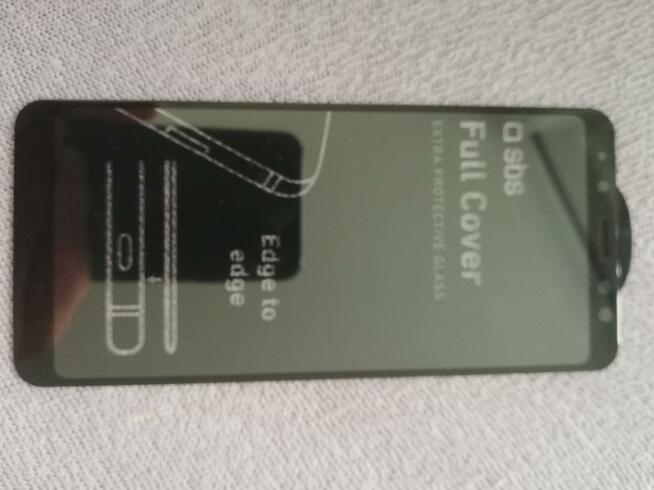 sbs
Full Cover
EXTRA PROTECTIVE GLASS
Edge to
edge